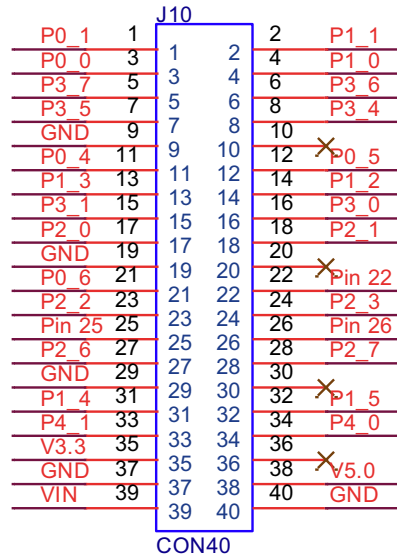 J10
P0_1 1 1 2 2 P1_1
P0_0 3 3 4 4 P1_0
P3_7 5 5 6 6 P3_6
P3_5 7 7 8 8 P3_4
GND 9 9 10 10
P0_4 11 11 12 12 P0_5
P1_3 13 13 14 14 P1_2
P3_1 15 15 16 16 P3_0
P2_0 17 17 18 18 P2_1
GND 19 19 20 20
P0_6 21 21 22 22 Pin 22
P2_2 23 23 24 24 P2_3
Pin 25 25 25 26 26 Pin 26
P2_6 27 27 28 28 P2_7
GND 29 29 30 30
P1_4 31 31 32 32 P1_5
P4_1 33 33 34 34 P4_0
V3.3 35 35 36 36
GND 37 37 38 38 V5.0
VIN 39 39 40 40 GND
CON40